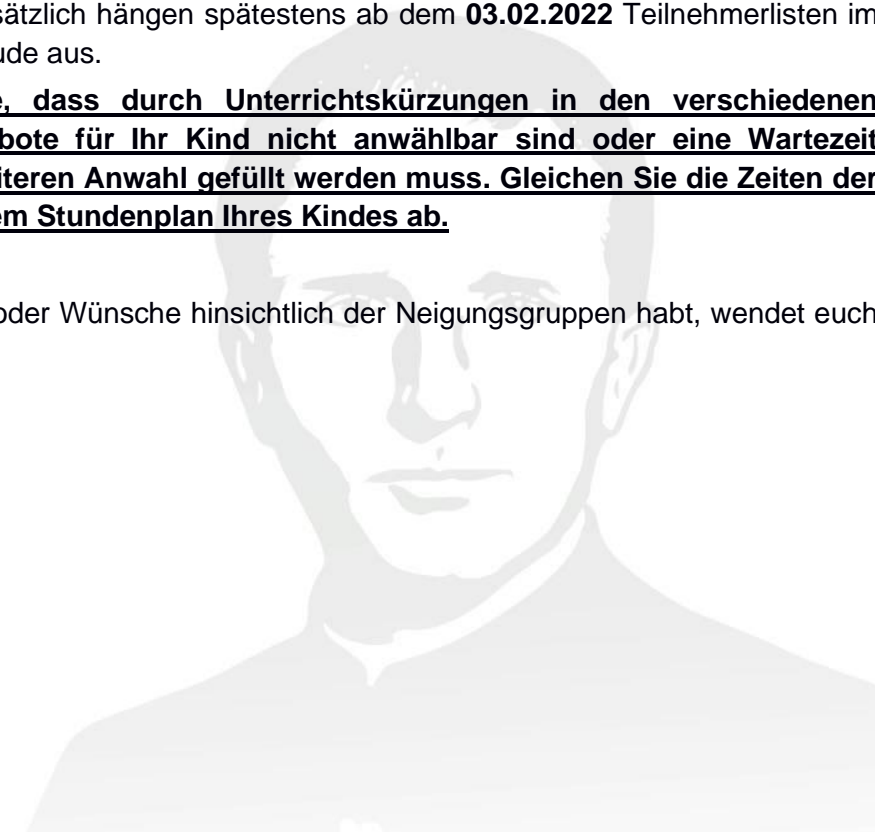 sätzlich hängen spätestens ab dem 03.02.2022 Teilnehmerlisten im
ude aus.
e, dass durch Unterrichtskürzungen in den verschiedenen
bote für Ihr Kind nicht anwählbar sind oder eine Wartezeit
iteren Anwahl gefüllt werden muss. Gleichen Sie die Zeiten der
em Stundenplan Ihres Kindes ab.
oder Wünsche hinsichtlich der Neigungsgruppen habt, wendet euch